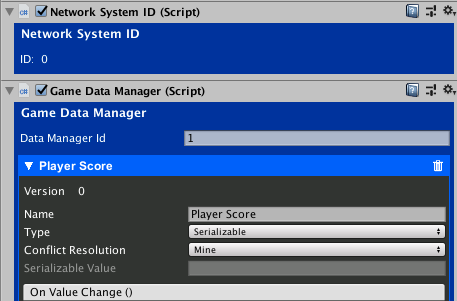 Network System ID (Script)
Network System ID
ID: 0
Game Data Manager (Script)
Game Data Manager
Data Manager Id 1
Player Score
Version 0
Name Player Score
Type Serializable
Conflict Resolution Mine
Serializable Value
On Value Change ()